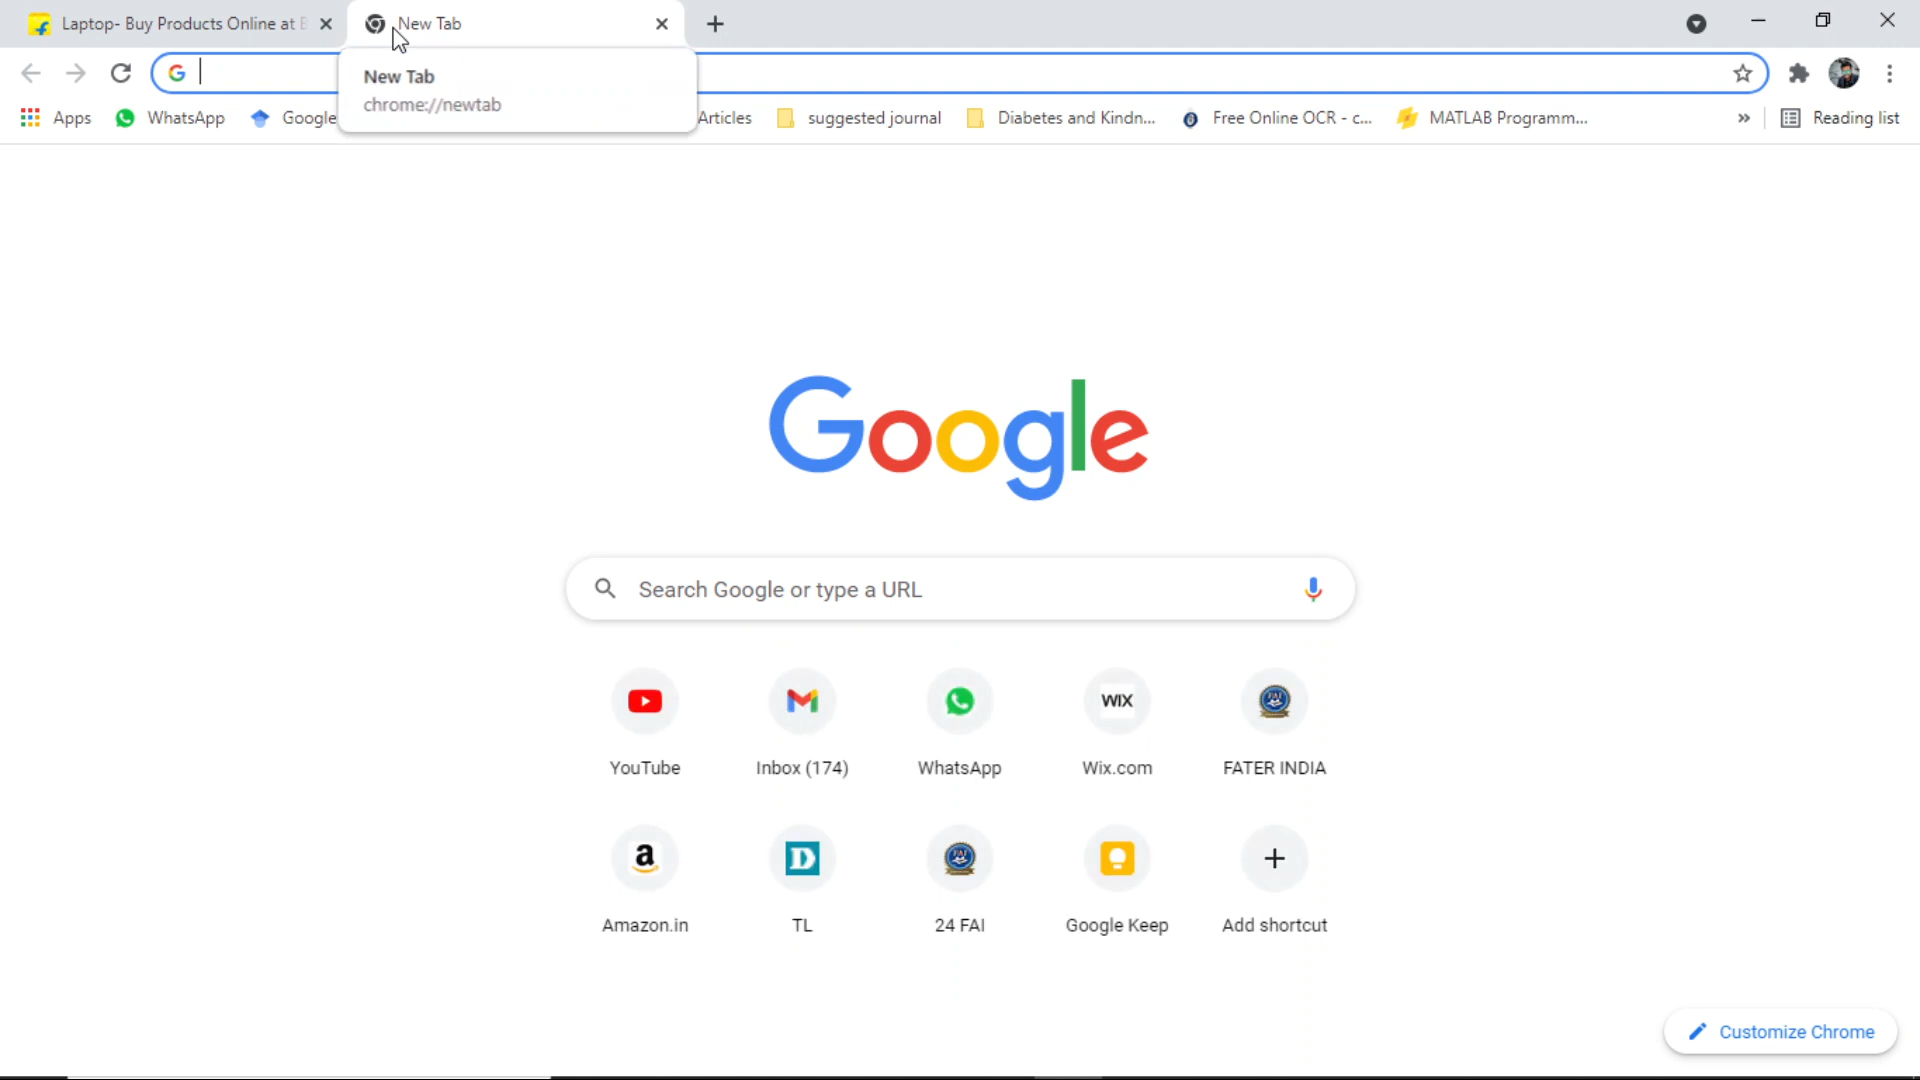 Laptop- Buy Products Online at B
New Tab
New Tab
chrome://newtab
Apps
WhatsApp
Google
Articles
suggested journal
Diabetes and Kindn...
Free Online OCR - c...
MATLAB Programm...
»
Reading list
Google
Search Google or type a URL
YouTube
Inbox (174)
WhatsApp
WIX
Wix.com
FATER INDIA
Amazon.in
TL
24 FAI
Google Keep
Add shortcut
Customize Chrome